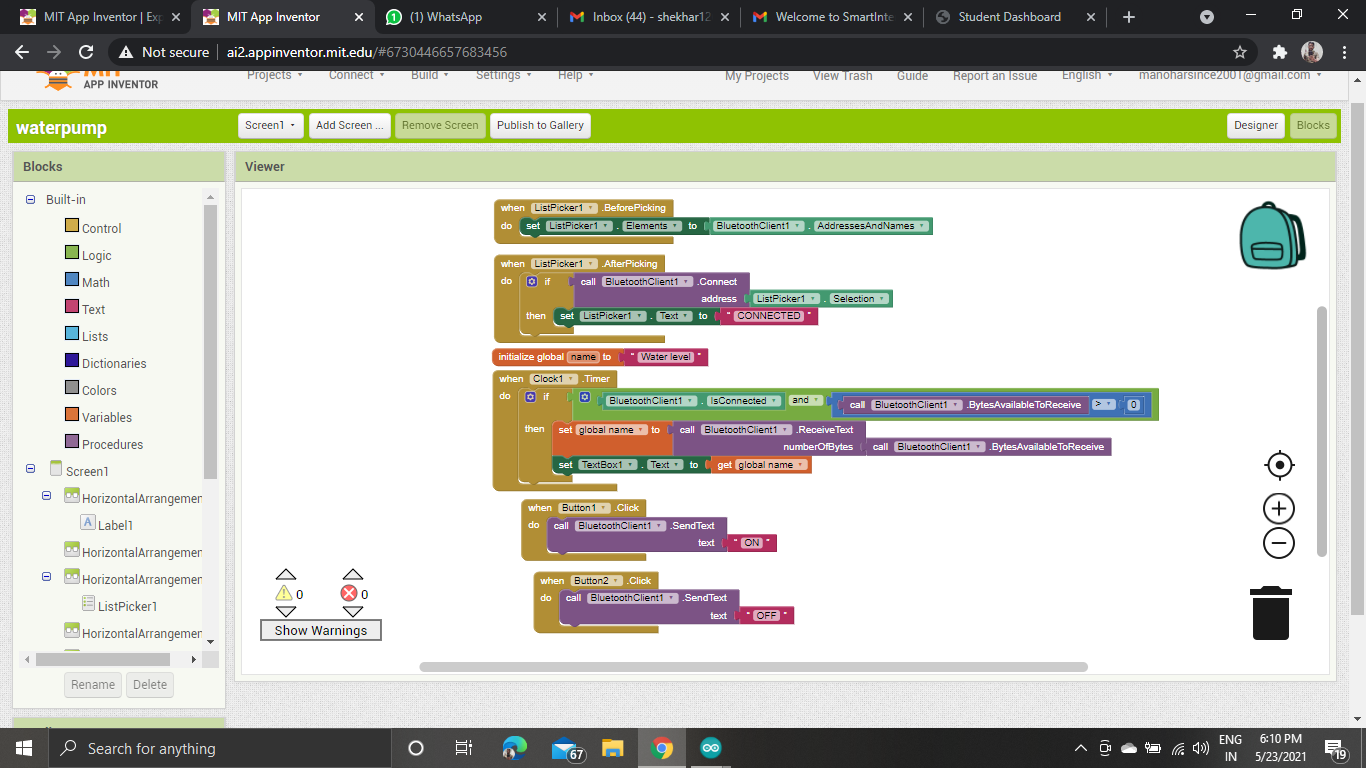 MIT App Inventor | Exp
MIT App Inventor
(1) WhatsApp
Inbox (44) - shekhar12
Welcome to SmartInte
Student Dashboard
Not secure
ai2.appinventor.mit.edu/#6730446657683456
MIT
APP INVENTOR
Projects
Connect
Build
Settings
Help
My Projects
View Trash
Guide
Report an Issue
English
manoharsince2001@gmail.com
waterpump
Screen1
Add Screen ...
Remove Screen
Publish to Gallery
Designer
Blocks
Blocks
Viewer
Built-in
Control
Logic
Math
Text
Lists
Dictionaries
Colors
Variables
Procedures
Screen1
HorizontalArrangemen
A Label1
HorizontalArrangemen
HorizontalArrangemen
ListPicker1
HorizontalArrangemen
Rename
Delete
when ListPicker1 .BeforePicking
do set ListPicker1 . Elements to BluetoothClient1 . AddressesAndNames
when ListPicker1 .AfterPicking
do if call BluetoothClient1 .Connect
address ListPicker1 . Selection
then set ListPicker1 . Text to " CONNECTED "
initialize global name to " Water level "
when Clock1 .Timer
do if BluetoothClient1 . IsConnected and call BluetoothClient1 .BytesAvailableToReceive > 0
then set global name to call BluetoothClient1 .ReceiveText
numberOfBytes call BluetoothClient1 .BytesAvailableToReceive
set TextBox1 . Text to get global name
when Button1 .Click
do call BluetoothClient1 .SendText
text " ON "
when Button2 .Click
do call BluetoothClient1 .SendText
text " OFF "
0
0
Show Warnings
Search for anything
67
ENG
IN
6:10 PM
5/23/2021
19